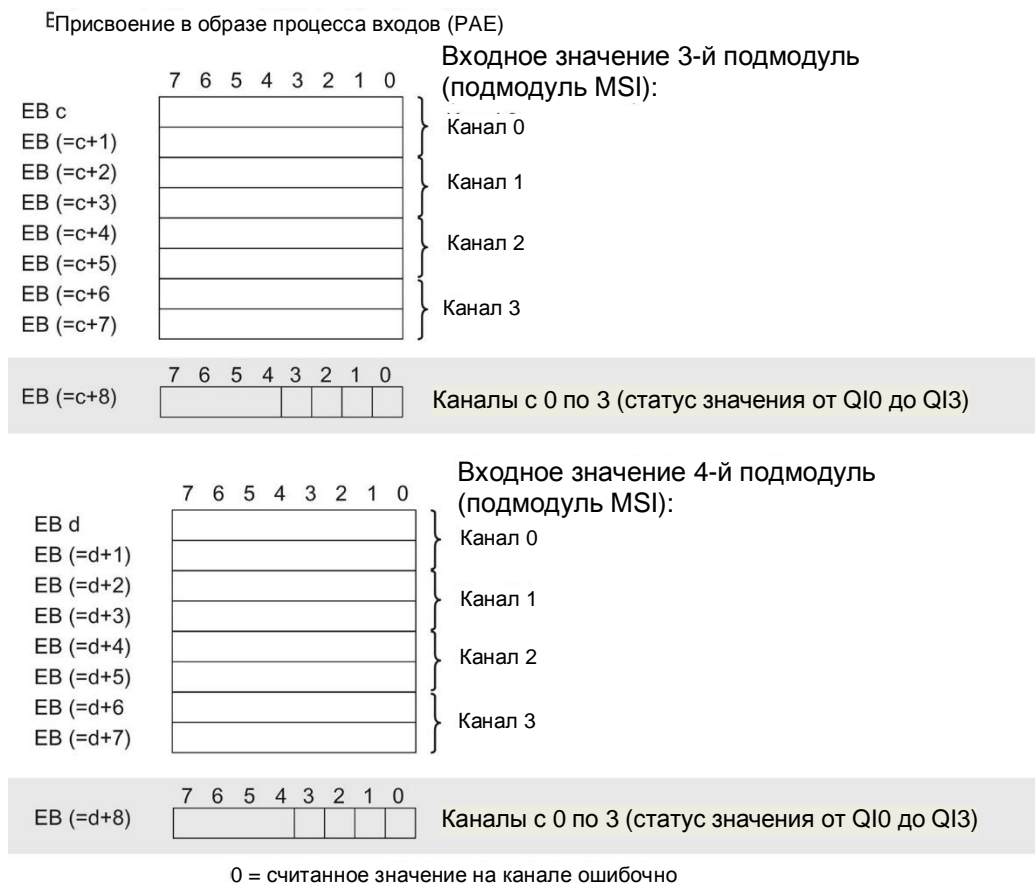 Присвоение в образе процесса входов (PAE)
Входное значение 3-й подмодуль
(подмодуль MSI):
7 6 5 4 3 2 1 0
EB c
EB (=c+1)
Канал 0
EB (=c+2)
EB (=c+3)
Канал 1
EB (=c+4)
EB (=c+5)
Канал 2
EB (=c+6
EB (=c+7)
Канал 3
7 6 5 4 3 2 1 0
EB (=c+8)
Каналы с 0 по 3 (статус значения от QI0 до QI3)
Входное значение 4-й подмодуль
(подмодуль MSI):
7 6 5 4 3 2 1 0
EB d
EB (=d+1)
Канал 0
EB (=d+2)
EB (=d+3)
Канал 1
EB (=d+4)
EB (=d+5)
Канал 2
EB (=d+6
EB (=d+7)
Канал 3
7 6 5 4 3 2 1 0
EB (=d+8)
Каналы с 0 по 3 (статус значения от QI0 до QI3)
0 = считанное значение на канале ошибочно